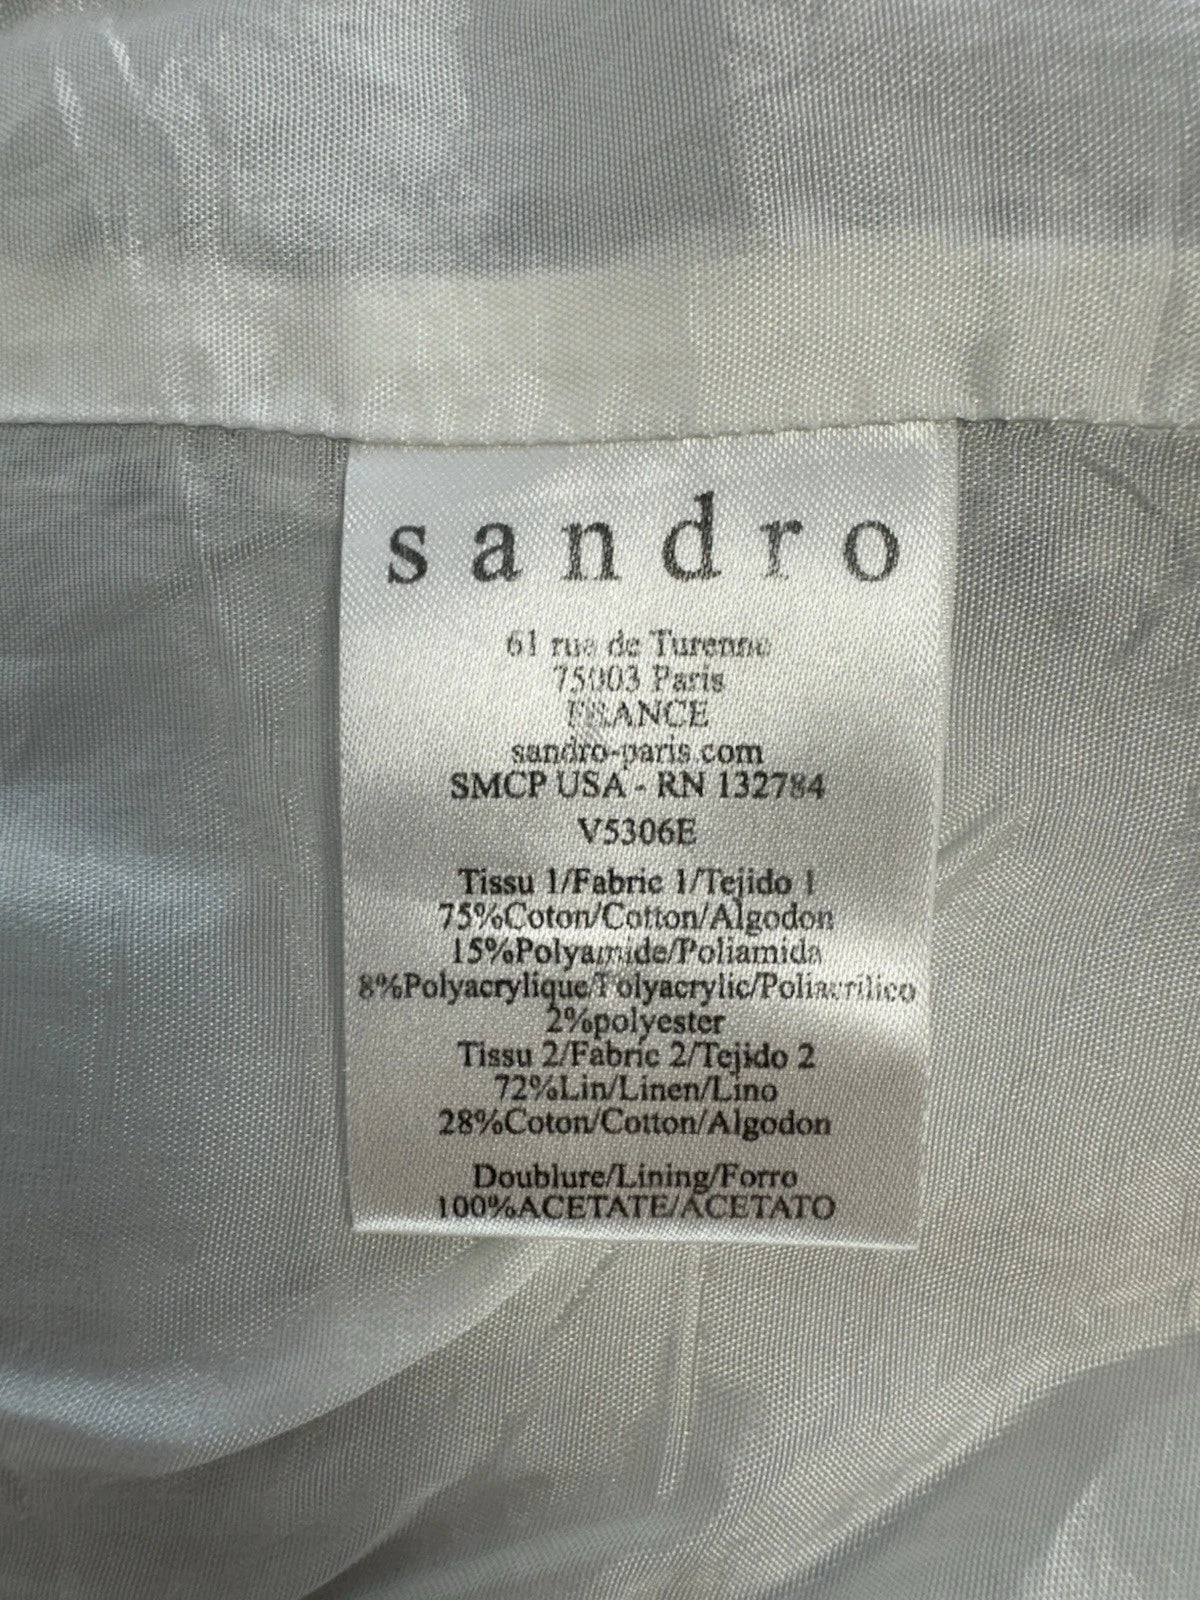 sandro
61 rue de Turenne
75003 Paris
FRANCE
sandro-paris.com
SMCP USA - RN 132784
V5306E
Tissu 1/Fabric 1/Tejido 1
75%Coton/Cotton/Algodon
15%Polyamide/Poliamida
8%Polyacrylique/Polyacrylic/Poliacrílico
2%polyester
Tissu 2/Fabric 2/Tejido 2
72%Lin/Linen/Lino
28%Coton/Cotton/Algodon
Doublure/Lining/Forro
100%ACETATE/ACETATO